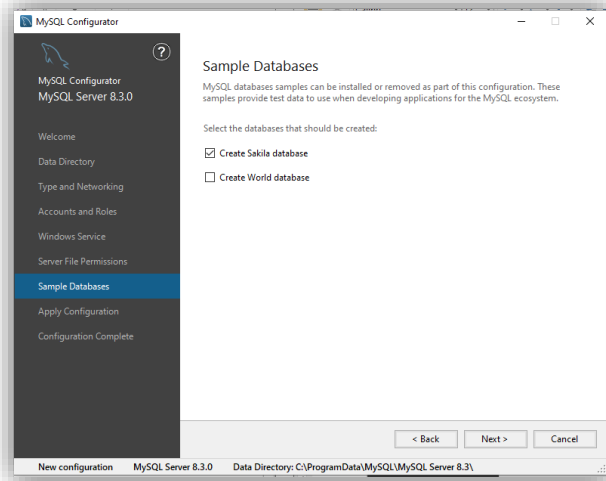 MySQL Configurator
?
MySQL Configurator
MySQL Server 8.3.0
Welcome
Data Directory
Type and Networking
Accounts and Roles
Windows Service
Server File Permissions
Sample Databases
Apply Configuration
Configuration Complete
Sample Databases
MySQL databases samples can be installed or removed as part of this configuration. These
samples provide test data to use when developing applications for the MySQL ecosystem.
Select the databases that should be created:
Create Sakila database
Create World database
< Back
Next >
Cancel
New configuration
MySQL Server 8.3.0
Data Directory: C:\ProgramData\MySQL\MySQL Server 8.3\